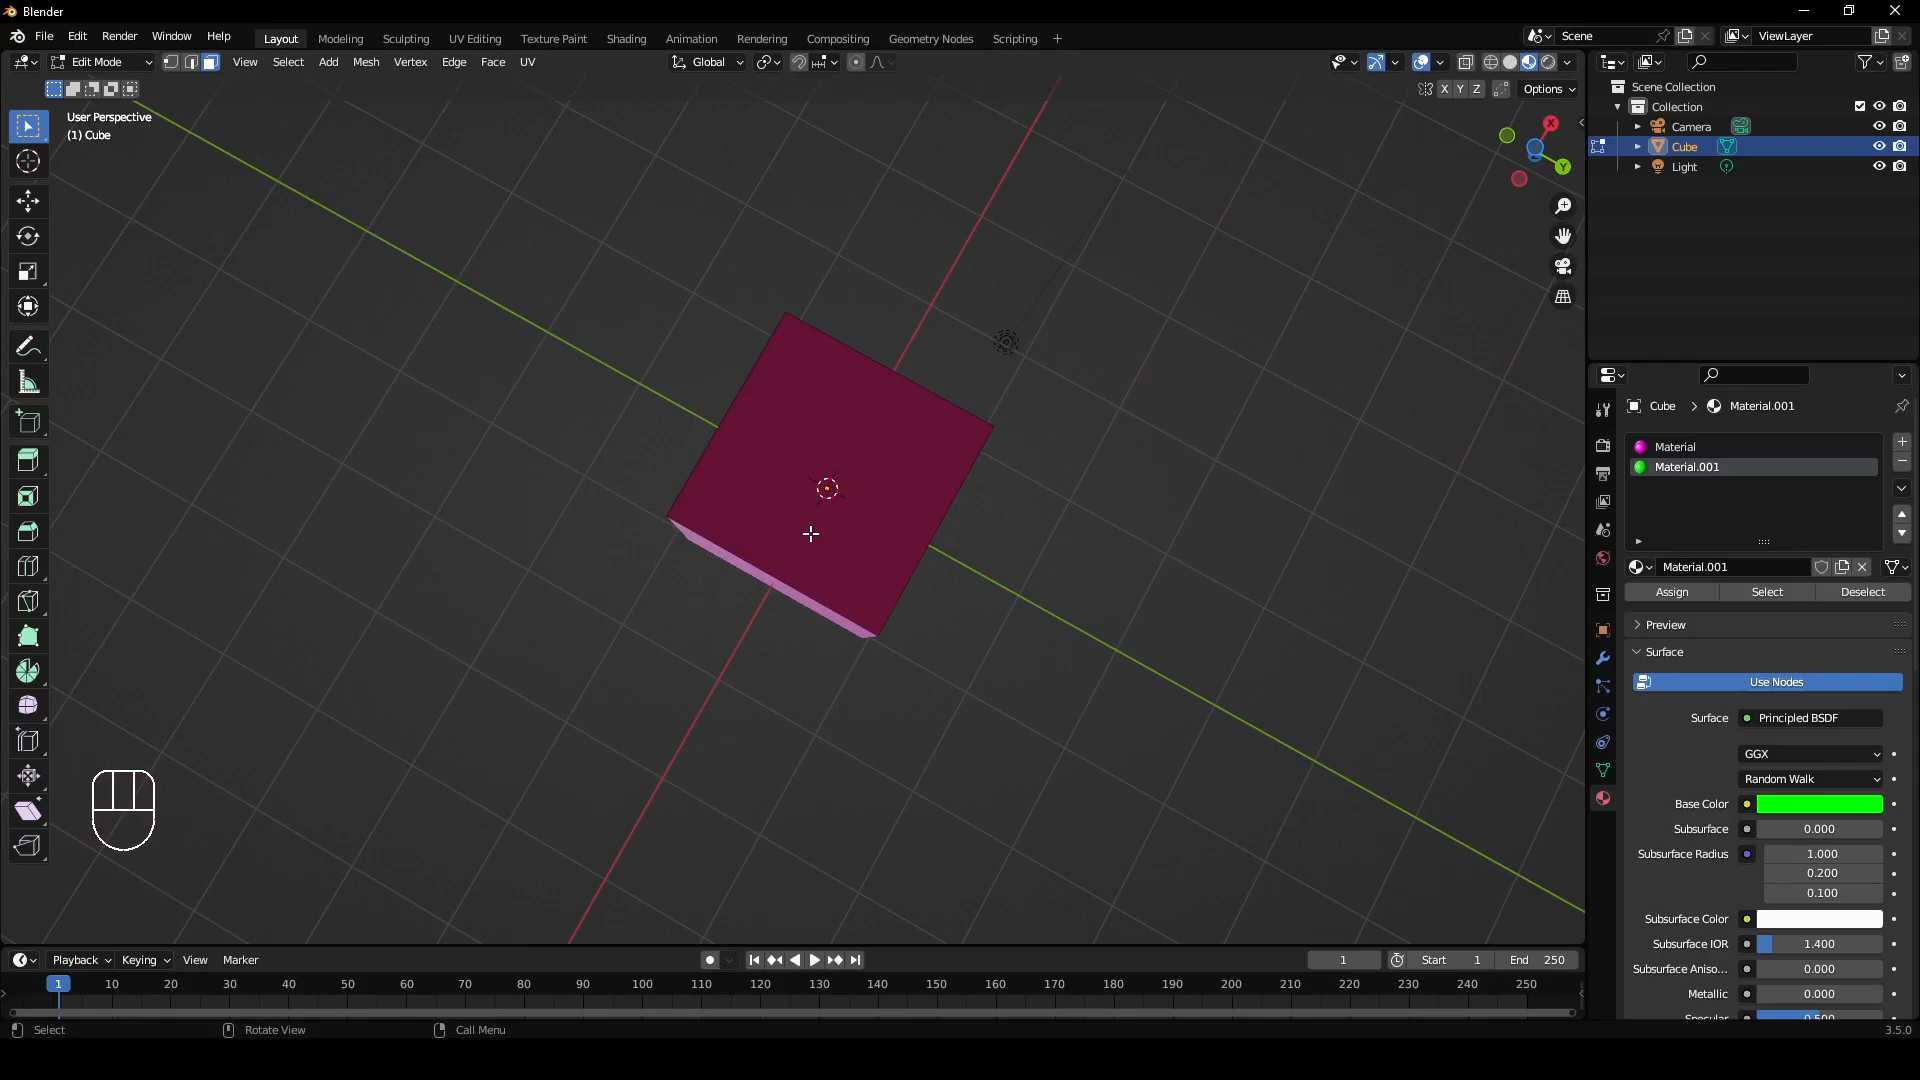 Blender
File Edit Render Window Help Layout Modeling Sculpting UV Editing Texture Paint Shading Animation Rendering Compositing Geometry Nodes Scripting + Scene ViewLayer
Edit Mode View Select Add Mesh Vertex Edge Face UV Global
X Y Z Options
User Perspective
(1) Cube
X
Y
Scene Collection
Collection
Camera
Cube
Light
Cube > Material.001
Material
Material.001
Material.001
Assign Select Deselect
Preview
Surface
Use Nodes
Surface Principled BSDF
GGX
Random Walk
Base Color
Subsurface 0.000
Subsurface Radius 1.000
0.200
0.100
Subsurface Color
Subsurface IOR 1.400
Subsurface Aniso... 0.000
Metallic 0.000
Specular 0.500
Playback Keying View Marker 1 Start 1 End 250
1 10 20 30 40 50 60 70 80 90 100 110 120 130 140 150 160 170 180 190 200 210 220 230 240 250
Select Rotate View Call Menu 3.5.0